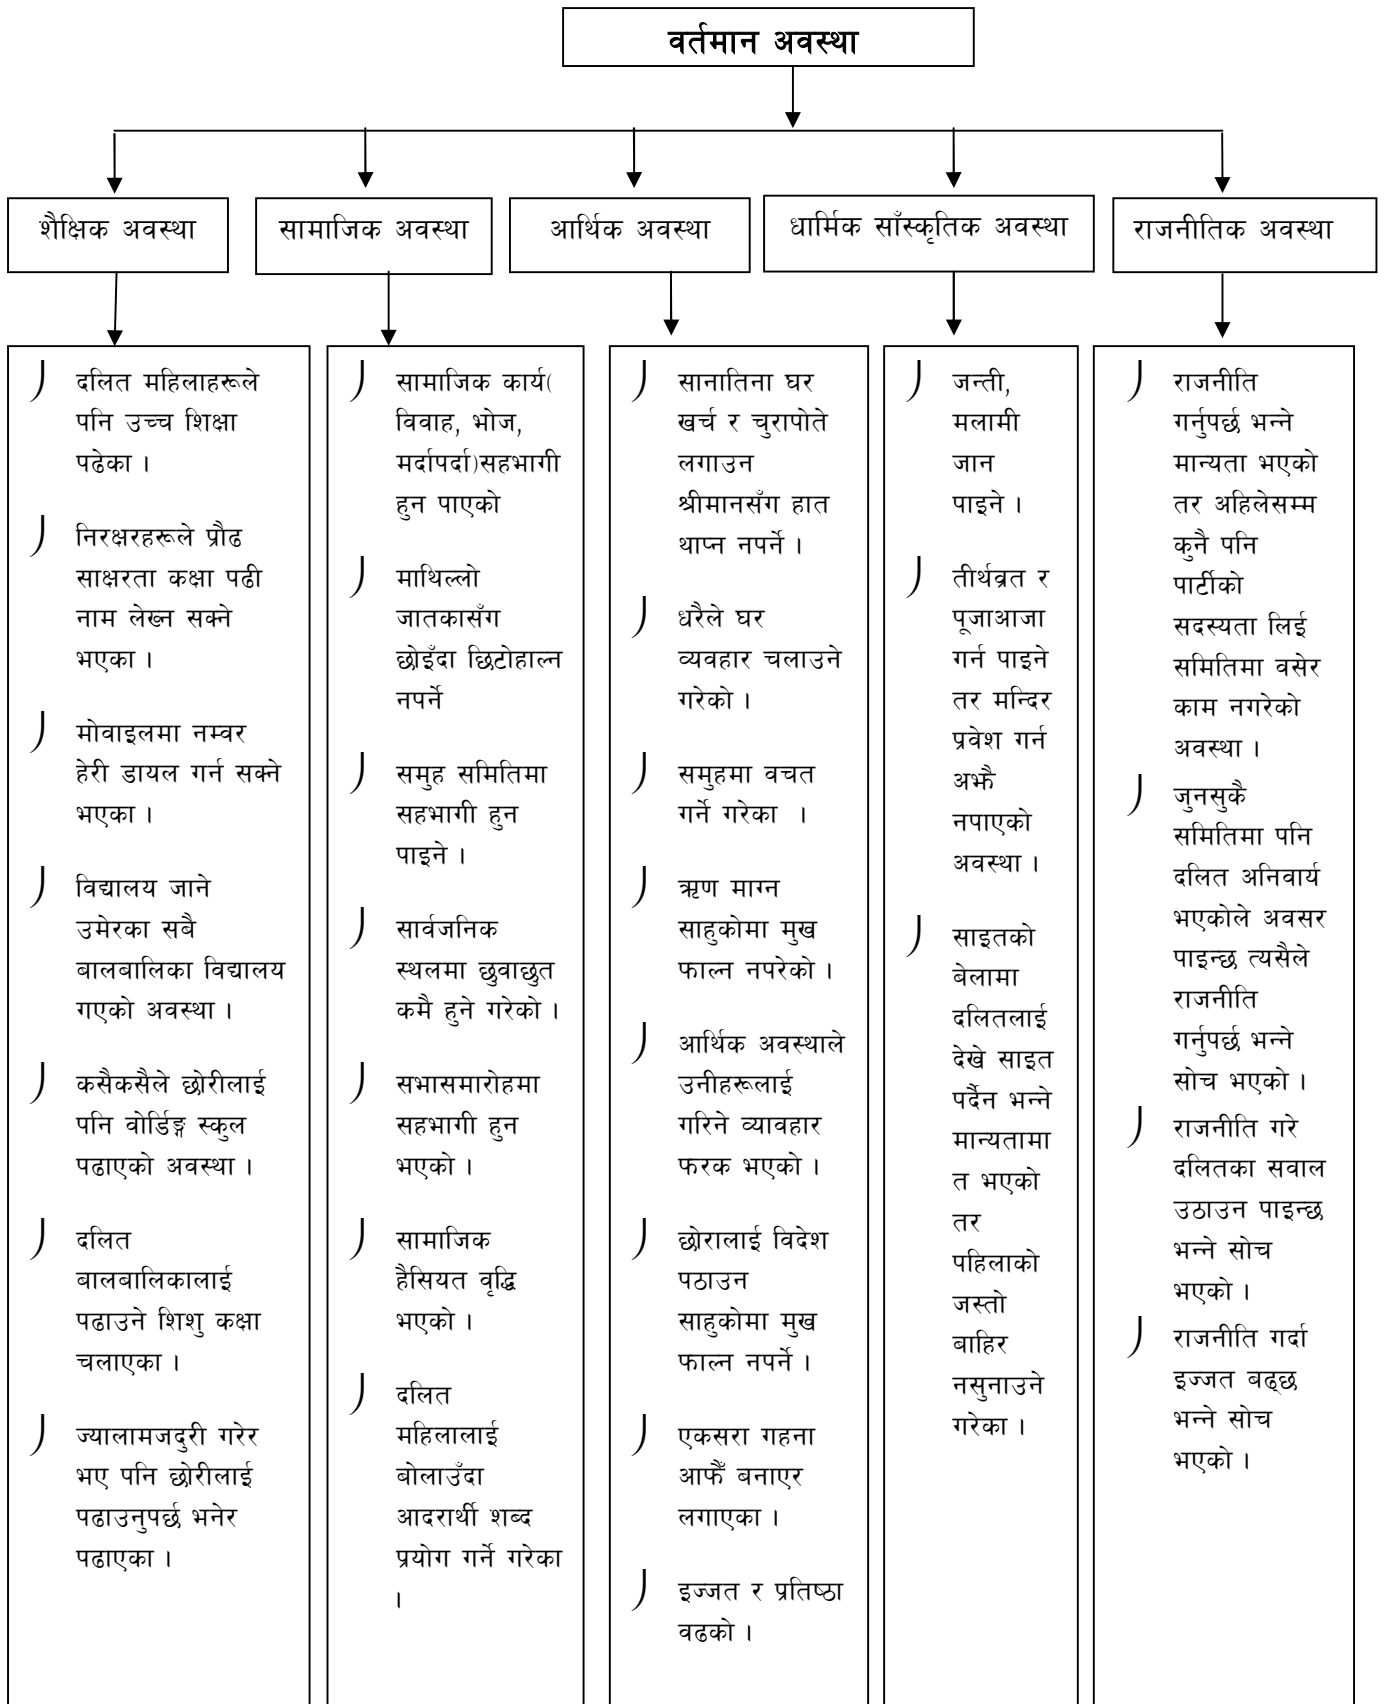 वर्तमान अवस्था
शैक्षिक अवस्था
सामाजिक अवस्था
आर्थिक अवस्था
धार्मिक साँस्कृतिक अवस्था
राजनीतिक अवस्था
दलित महिलाहरूले
पनि उच्च शिक्षा
पढेका ।
निरक्षरहरूले प्रौढ
साक्षरता कक्षा पढी
नाम लेख्न सक्ने
भएका ।
मोवाइलमा नम्वर
हेरी डायल गर्न सक्ने
भएका ।
विद्यालय जाने
उमेरका सबै
बालबालिका विद्यालय
गएको अवस्था ।
कसैकसैले छोरीलाई
पनि वोर्डिङ्ग स्कुल
पढाएको अवस्था ।
दलित
बालबालिकालाई
पढाउने शिशु कक्षा
चलाएका ।
ज्यालामजदुरी गरेर
भए पनि छोरीलाई
पढाउनुपर्छ भनेर
पढाएका ।
सामाजिक कार्य(
विवाह, भोज,
मर्दापर्दा)सहभागी
हुन पाएको
माथिल्लो
जातकासँग
छोइँदा छिटोहाल्न
नपर्ने
समुह समितिमा
सहभागी हुन
पाइने ।
सार्वजनिक
स्थलमा छुवाछुत
कमै हुने गरेको ।
सभासमारोहमा
सहभागी हुन
भएको ।
सामाजिक
हैसियत वृद्धि
भएको ।
दलित
महिलालाई
बोलाउँदा
आदरार्थी शब्द
प्रयोग गर्ने गरेका
।
सानातिना घर
खर्च र चुरापोते
लगाउन
श्रीमानसँग हात
थाप्न नपर्ने ।
धरैले घर
व्यवहार चलाउने
गरेको ।
समुहमा वचत
गर्ने गरेका ।
ऋण माग्न
साहुकोमा मुख
फाल्न नपरेको ।
आर्थिक अवस्थाले
उनीहरूलाई
गरिने व्यावहार
फरक भएको ।
छोरालाई विदेश
पठाउन
साहुकोमा मुख
फाल्न नपर्ने ।
एकसरा गहना
आफैँ बनाएर
लगाएका ।
इज्जत र प्रतिष्ठा
वढको ।
जन्ती,
मलामी
जान
पाइने ।
तीर्थव्रत र
पूजाआजा
गर्न पाइने
तर मन्दिर
प्रवेश गर्न
अझै
नपाएको
अवस्था ।
साइतको
बेलामा
दलितलाई
देखे साइत
पर्दैन भन्ने
मान्यतामा
त भएको
तर
पहिलाको
जस्तो
बाहिर
नसुनाउने
गरेका ।
राजनीति
गर्नुपर्छ भन्ने
मान्यता भएको
तर अहिलेसम्म
कुनै पनि
पार्टीको
सदस्यता लिई
समितिमा वसेर
काम नगरेको
अवस्था ।
जुनसुकै
समितिमा पनि
दलित अनिवार्य
भएकोले अवसर
पाइन्छ त्यसैले
राजनीति
गर्नुपर्छ भन्ने
सोच भएको ।
राजनीति गरे
दलितका सवाल
उठाउन पाइन्छ
भन्ने सोच
भएको ।
राजनीति गर्दा
इज्जत बढ्छ
भन्ने सोच
भएको ।